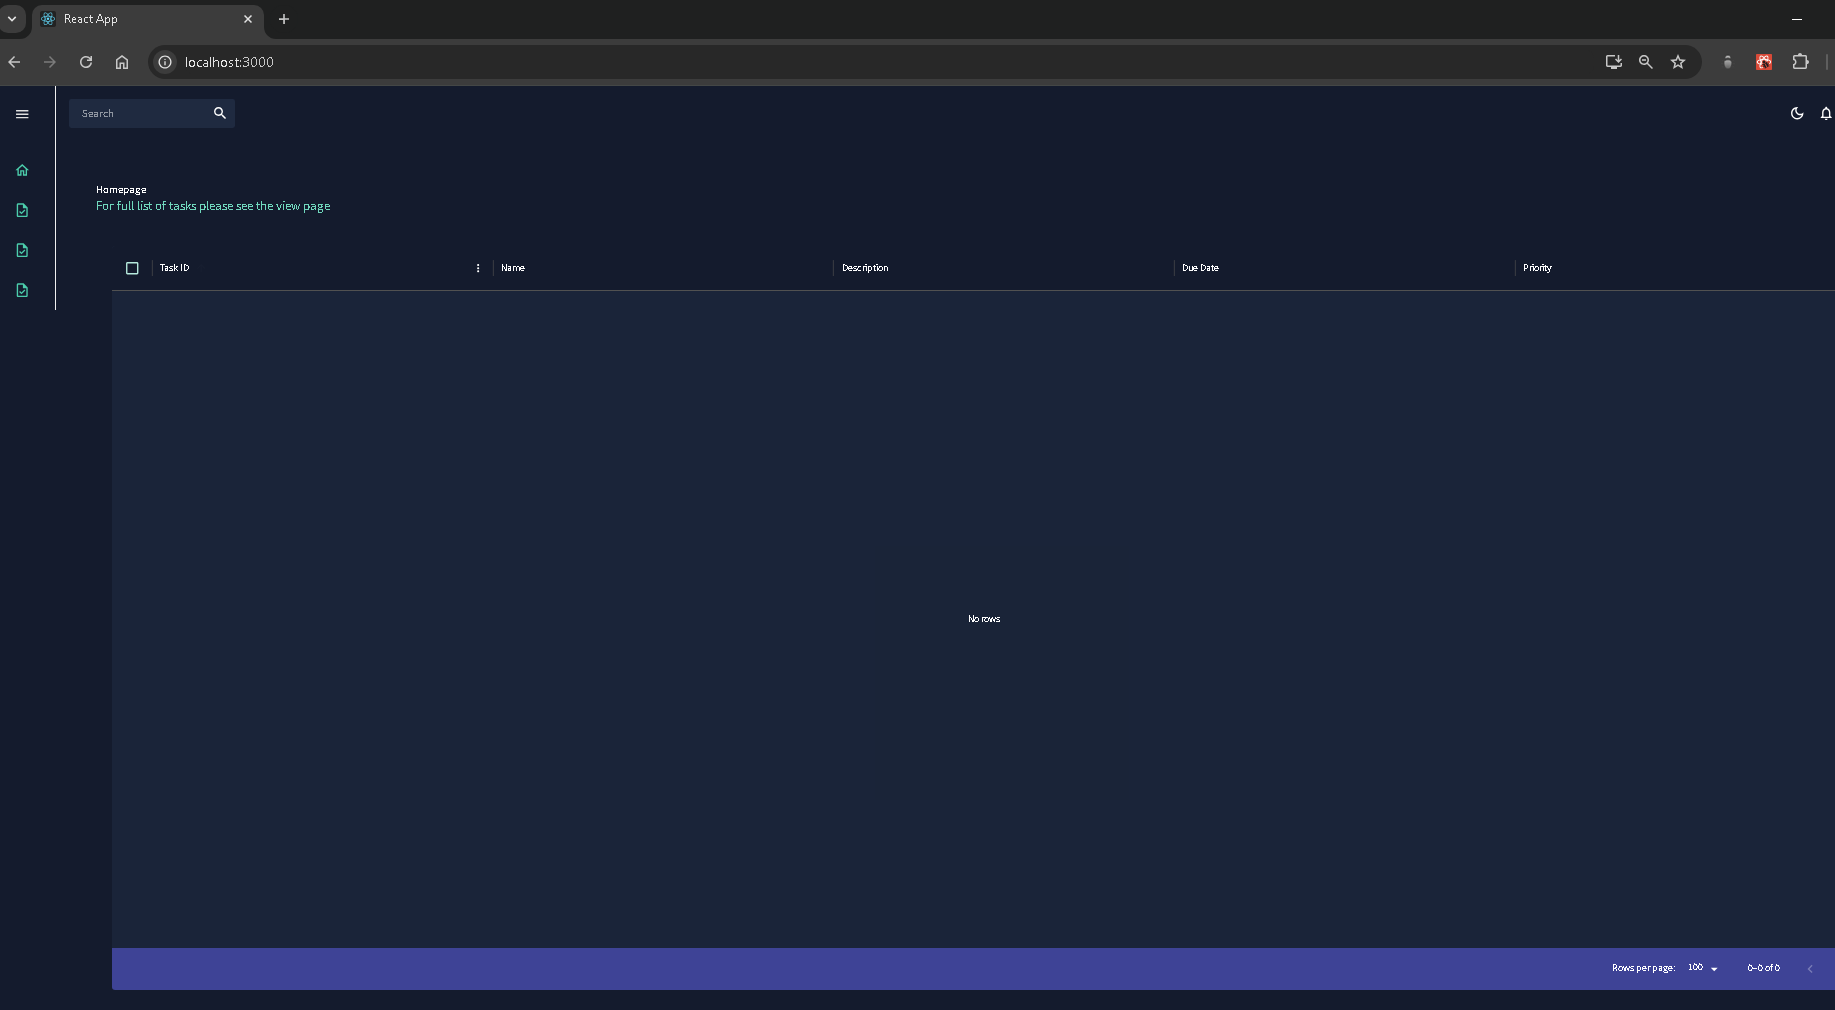 React App
localhost:3000
Search
Homepage
For full list of tasks please see the view page
Task ID Name Description Due Date Priority
No rows
Rows per page: 100 0–0 of 0